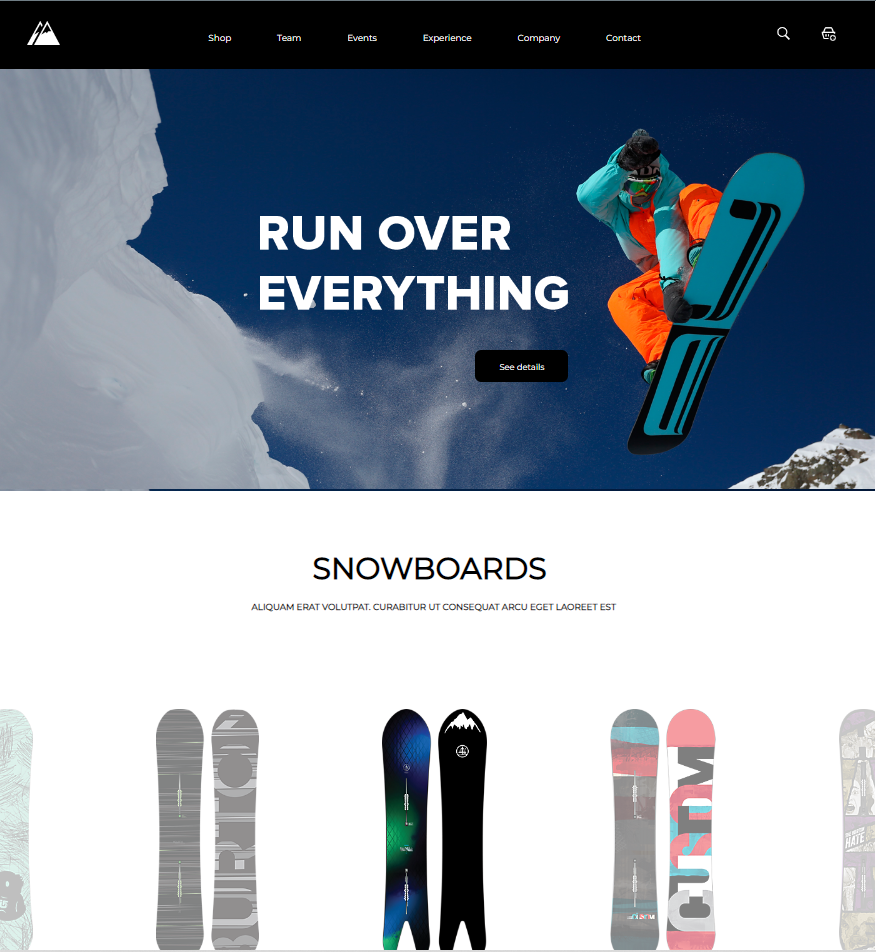 Shop Team Events Experience Company Contact
RUN OVER
EVERYTHING
See details
SNOWBOARDS
ALIQUAM ERAT VOLUTPAT. CURABITUR UT CONSEQUAT ARCU EGET LAOREET EST
BURTON
CUSTOM
HATE